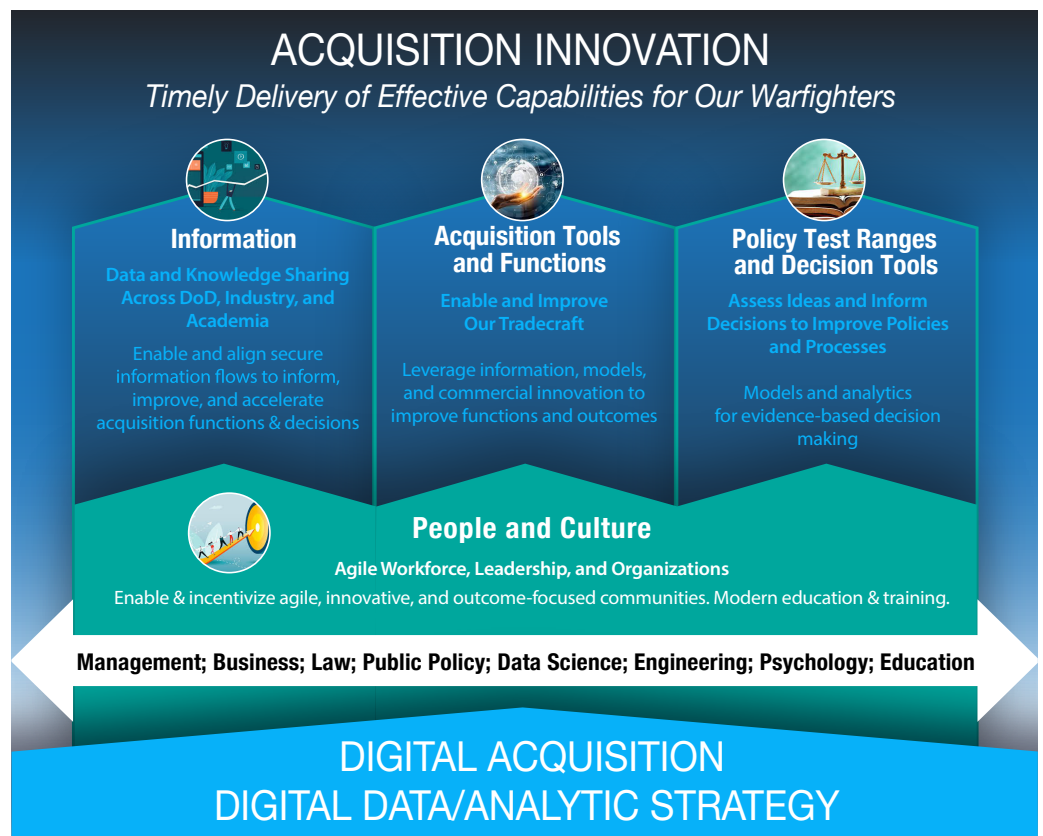 ACQUISITION INNOVATION
Timely Delivery of Effective Capabilities for Our Warfighters
Information
Data and Knowledge Sharing
Across DoD, Industry, and
Academia
Enable and align secure
information flows to inform,
improve, and accelerate
acquisition functions & decisions
Acquisition Tools
and Functions
Enable and Improve
Our Tradecraft
Leverage information, models,
and commercial innovation to
improve functions and outcomes
Policy Test Ranges
and Decision Tools
Assess Ideas and Inform
Decisions to Improve Policies
and Processes
Models and analytics
for evidence-based decision
making
People and Culture
Agile Workforce, Leadership, and Organizations
Enable & incentivize agile, innovative, and outcome-focused communities. Modern education & training.
Management; Business; Law; Public Policy; Data Science; Engineering; Psychology; Education
DIGITAL ACQUISITION
DIGITAL DATA/ANALYTIC STRATEGY